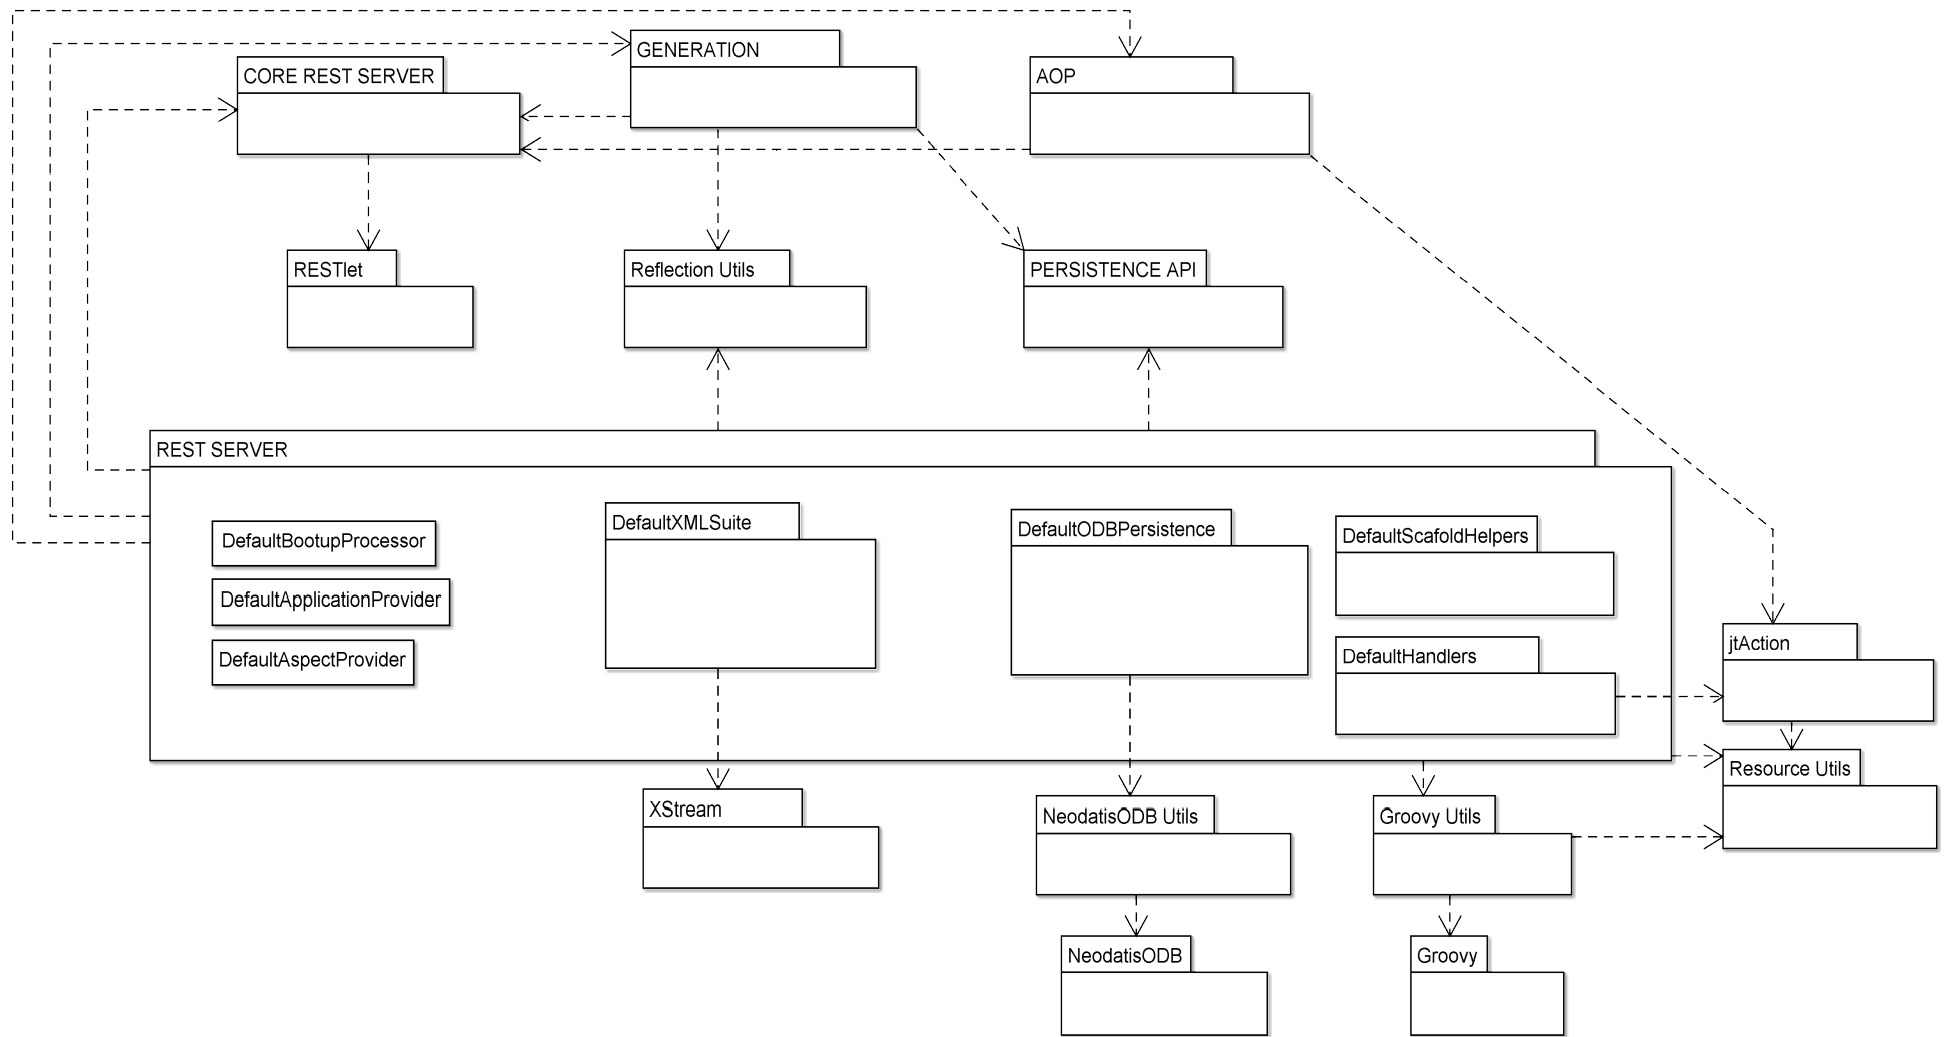 GENERATION
CORE REST SERVER
AOP
RESTlet
Reflection Utils
PERSISTENCE API
REST SERVER
DefaultBootupProcessor
DefaultApplicationProvider
DefaultAspectProvider
DefaultXMLSuite
DefaultODBPersistence
DefaultScafoldHelpers
DefaultHandlers
jtAction
Resource Utils
XStream
NeodatisODB Utils
Groovy Utils
NeodatisODB
Groovy